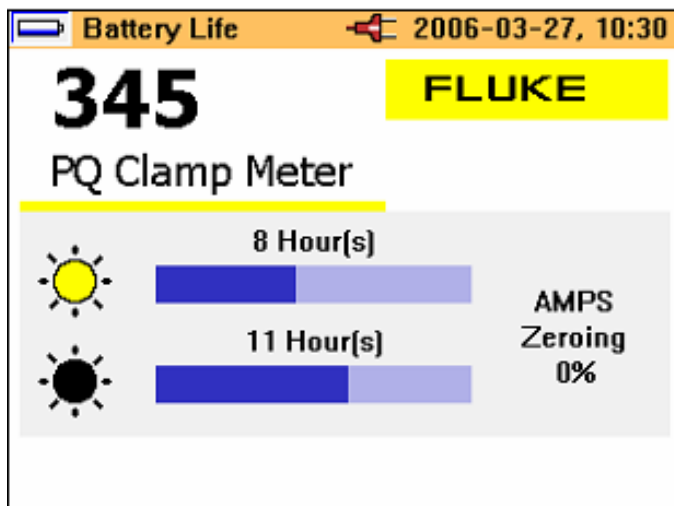 Battery Life 2006-03-27, 10:30
345
FLUKE
PQ Clamp Meter
8 Hour(s)
11 Hour(s)
AMPS
Zeroing
0%